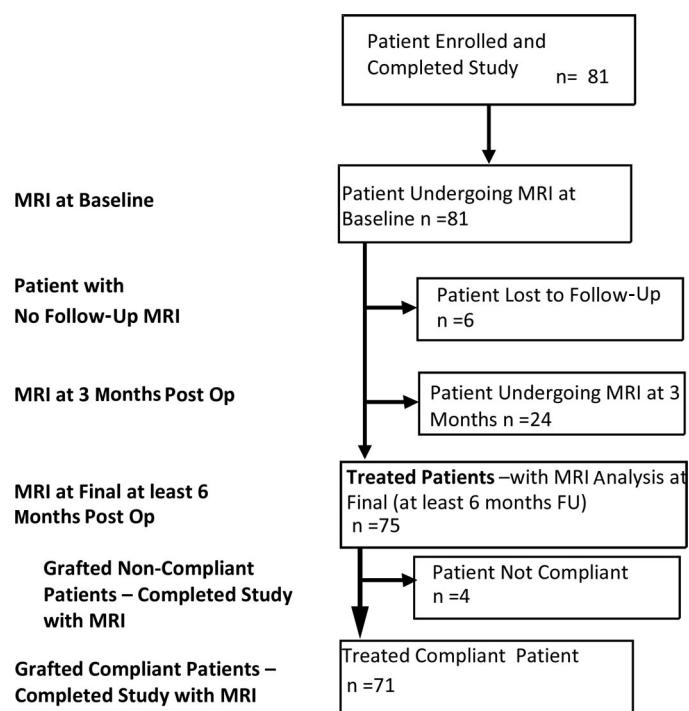 Patient Enrolled and
Completed Study n= 81
MRI at Baseline
Patient Undergoing MRI at
Baseline n =81
Patient with
No Follow-Up MRI
Patient Lost to Follow-Up
n =6
MRI at 3 Months Post Op
Patient Undergoing MRI at 3
Months n =24
MRI at Final at least 6
Months Post Op
Treated Patients –with MRI Analysis at
Final (at least 6 months FU)
n =75
Grafted Non-Compliant
Patients – Completed Study
with MRI
Patient Not Compliant
n =4
Grafted Compliant Patients –
Completed Study with MRI
Treated Compliant Patient
n =71